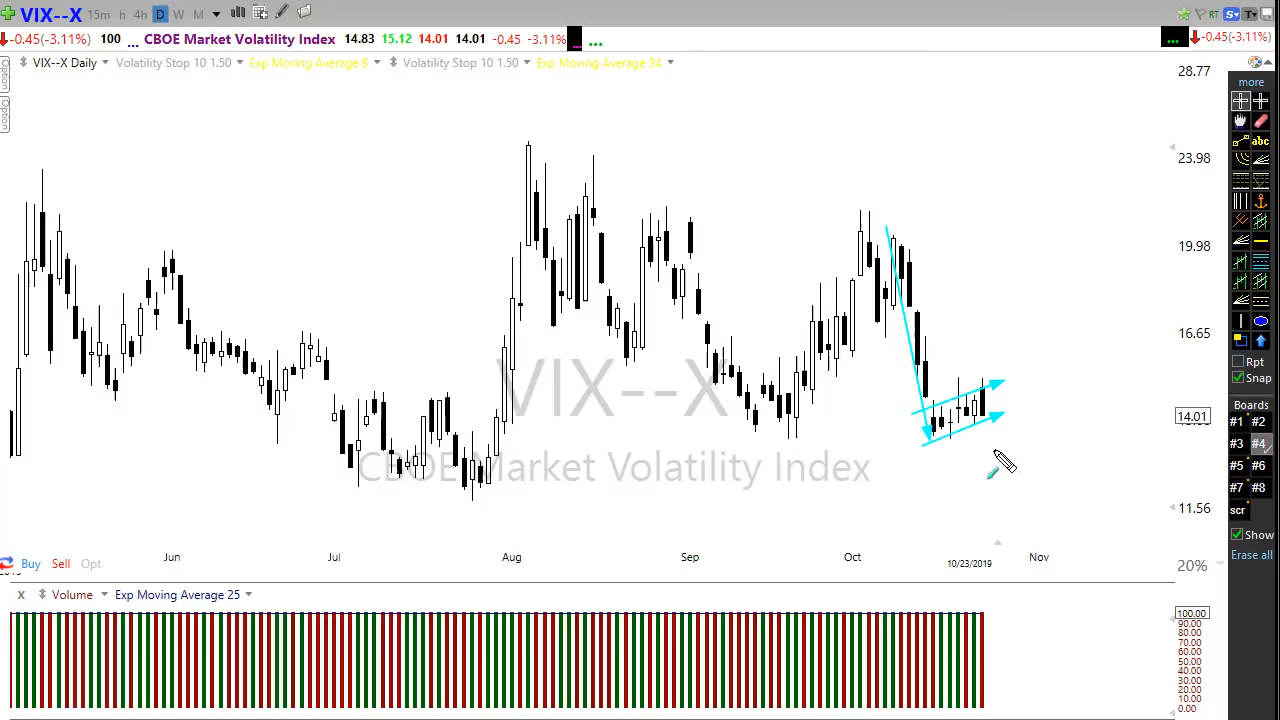 VIX--X 15m h 4h D W M RT S T
-0.45(-3.11%) 100 ... CBOE Market Volatility Index 14.83 15.12 14.01 14.01 -0.45 -3.11% ... ... -0.45(-3.11%)
VIX--X Daily Volatility Stop 10 1.50 Exp Moving Average 8 Volatility Stop 10 1.50 Exp Moving Average 34
Option
Option
28.77
23.98
19.98
16.65
14.01
11.56
VIX--X
CBOE Market Volatility Index
Jun Jul Aug Sep Oct Nov
10/23/2019
Buy Sell Opt
20%
X Volume Exp Moving Average 25
100.00
90.00
80.00
70.00
60.00
50.00
40.00
30.00
20.00
10.00
0.00
more
abc
Rpt
Snap
Boards
#1 #2
#3 #4
#5 #6
#7 #8
scr
Show
Erase all